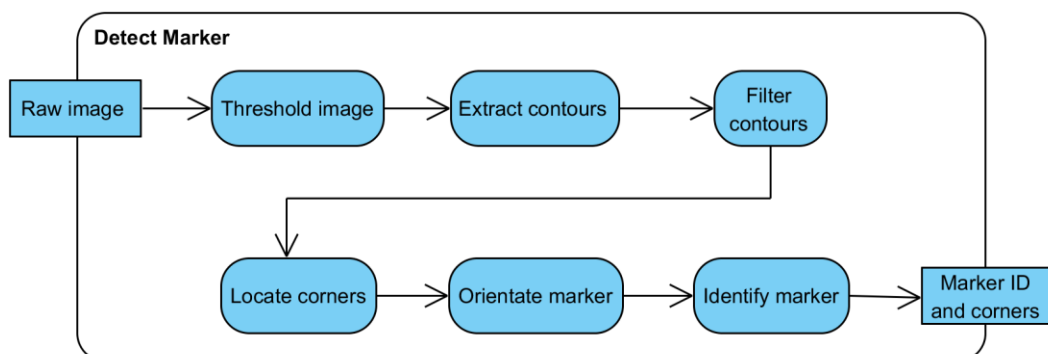 Detect Marker
Raw image
Threshold image
Extract contours
Filter
contours
Locate corners
Orientate marker
Identify marker
Marker ID
and corners